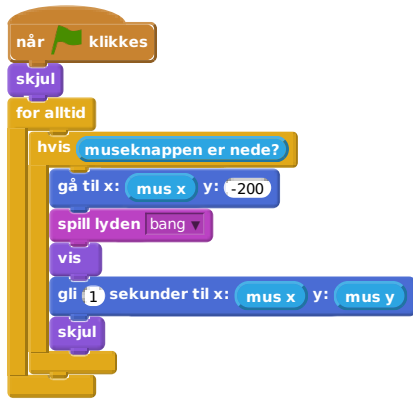 når klikkes
skjul
for alltid
hvis museknappen er nede?
gå til x: mus x y: -200
spill lyden bang
vis
gli 1 sekunder til x: mus x y: mus y
skjul